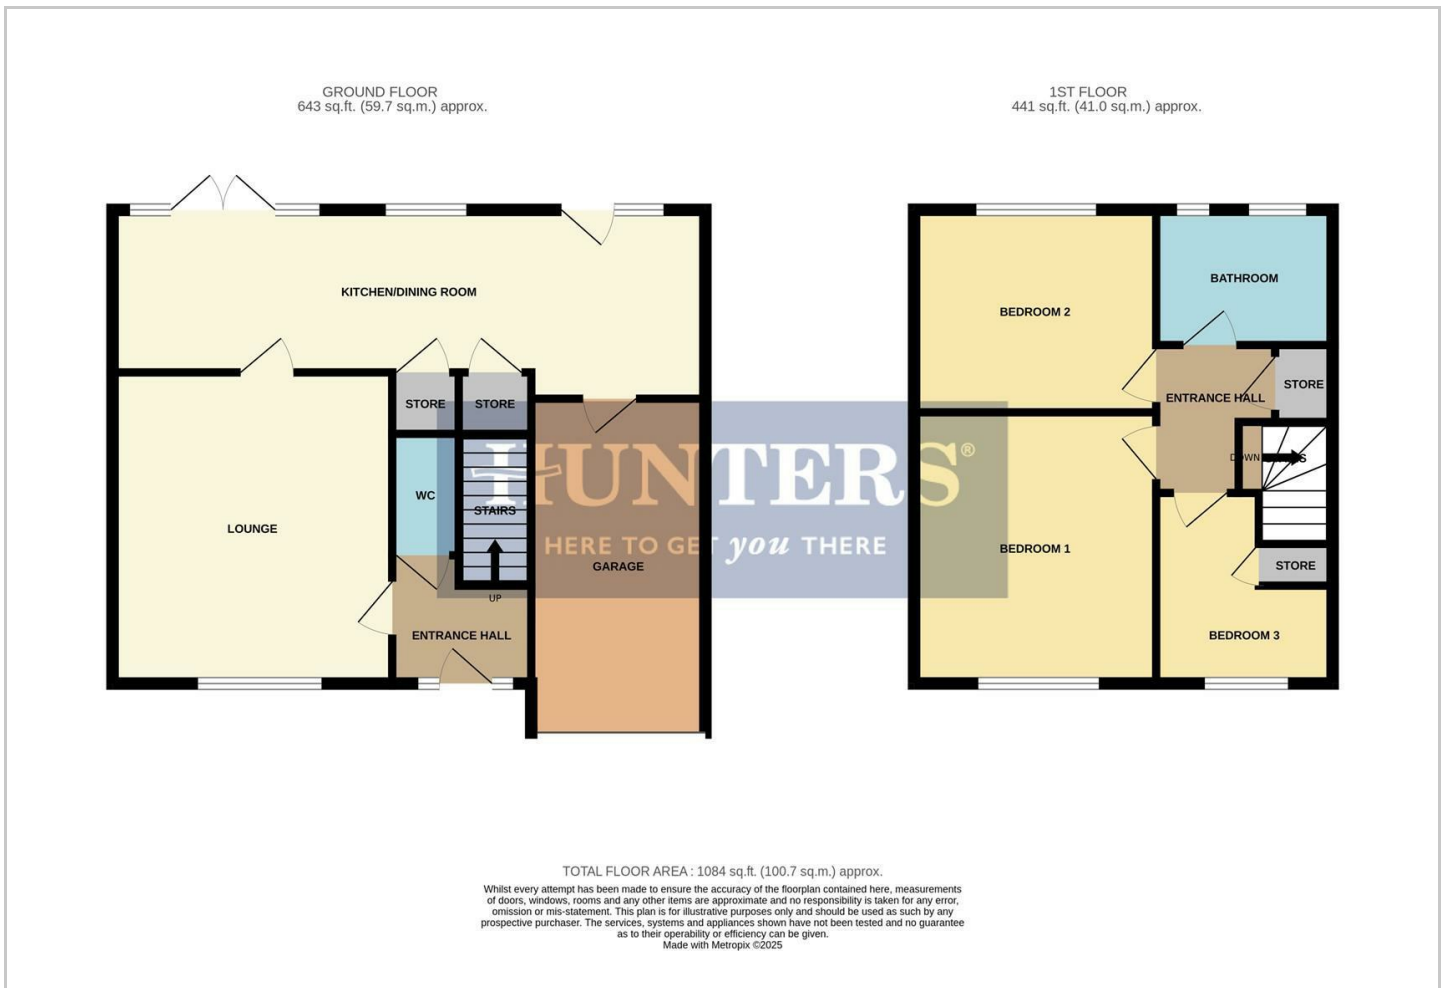 GROUND FLOOR
643 sq.ft. (59.7 sq.m.) approx.
1ST FLOOR
441 sq.ft. (41.0 sq.m.) approx.
KITCHEN/DINING ROOM
STORE
STORE
WC
STAIRS
LOUNGE
UP
ENTRANCE HALL
GARAGE
HUNTERS®
HERE TO GET you THERE
BEDROOM 2
BATHROOM
ENTRANCE HALL
STORE
DOWN
BEDROOM 1
STORE
BEDROOM 3
TOTAL FLOOR AREA : 1084 sq.ft. (100.7 sq.m.) approx.
Whilst every attempt has been made to ensure the accuracy of the floorplan contained here, measurements
of doors, windows, rooms and any other items are approximate and no responsibility is taken for any error,
omission or mis-statement. This plan is for illustrative purposes only and should be used as such by any
prospective purchaser. The services, systems and appliances shown have not been tested and no guarantee
as to their operability or efficiency can be given.
Made with Metropix ©2025